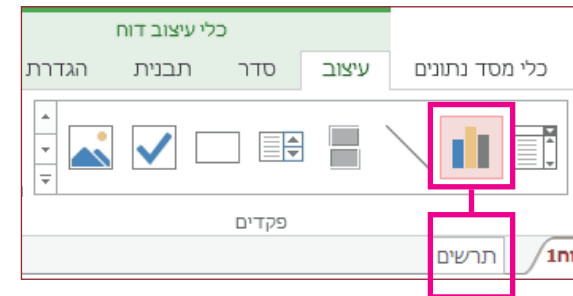 כלי עיצוב דוח
כלי מסד נתונים עיצוב סדר תבנית הגדרת
פקדים
תרשים